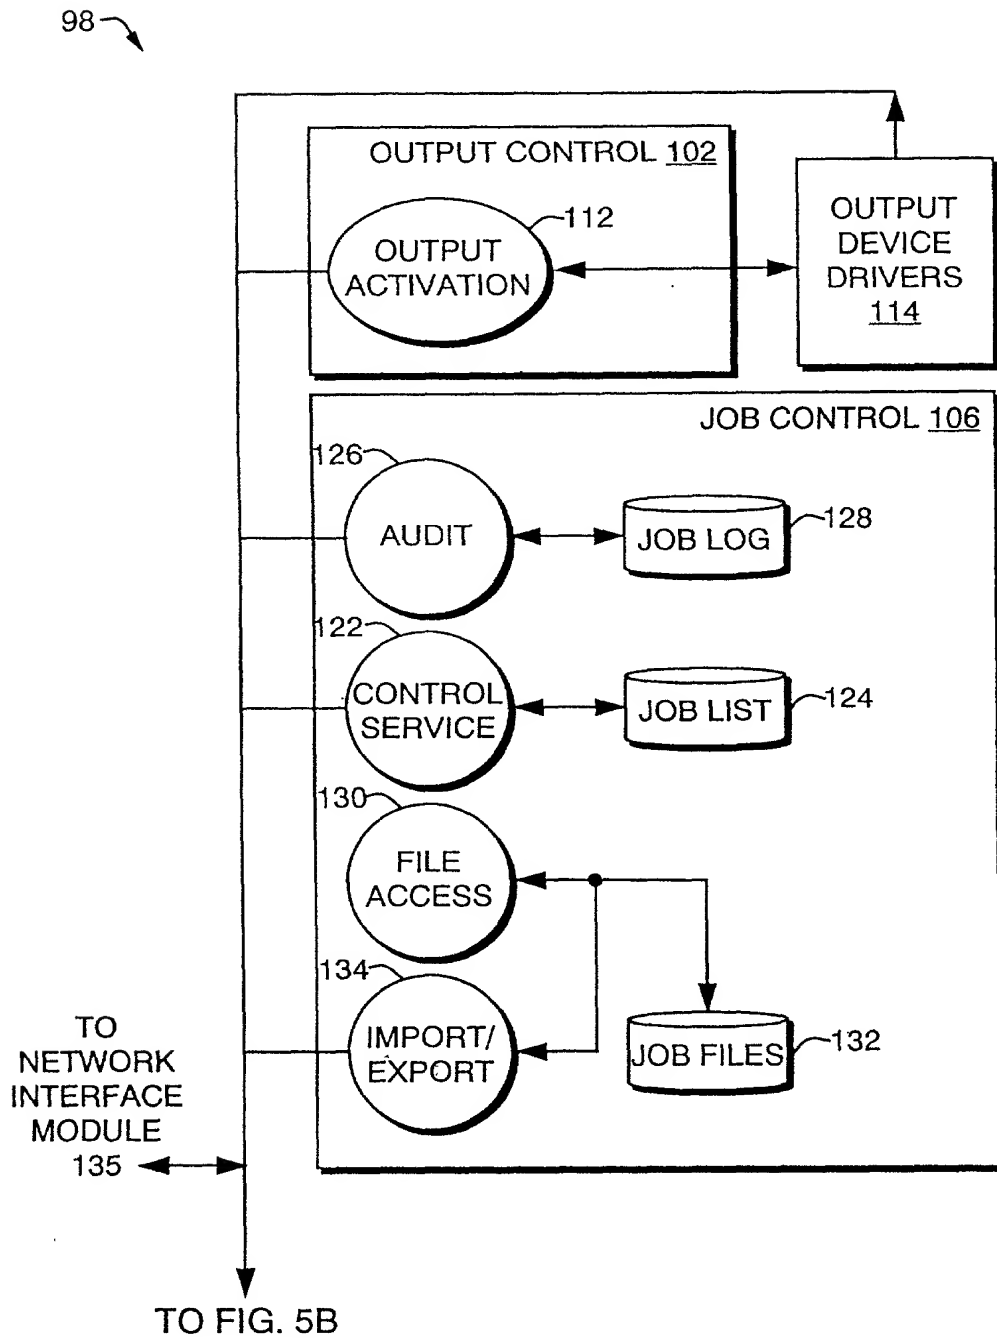 98
OUTPUT CONTROL 102
112
OUTPUT
ACTIVATION
OUTPUT
DEVICE
DRIVERS
114
JOB CONTROL 106
126
AUDIT
JOB LOG
128
122
CONTROL
SERVICE
JOB LIST
124
130
FILE
ACCESS
134
IMPORT/
EXPORT
JOB FILES
132
TO
NETWORK
INTERFACE
MODULE
135
TO FIG. 5B